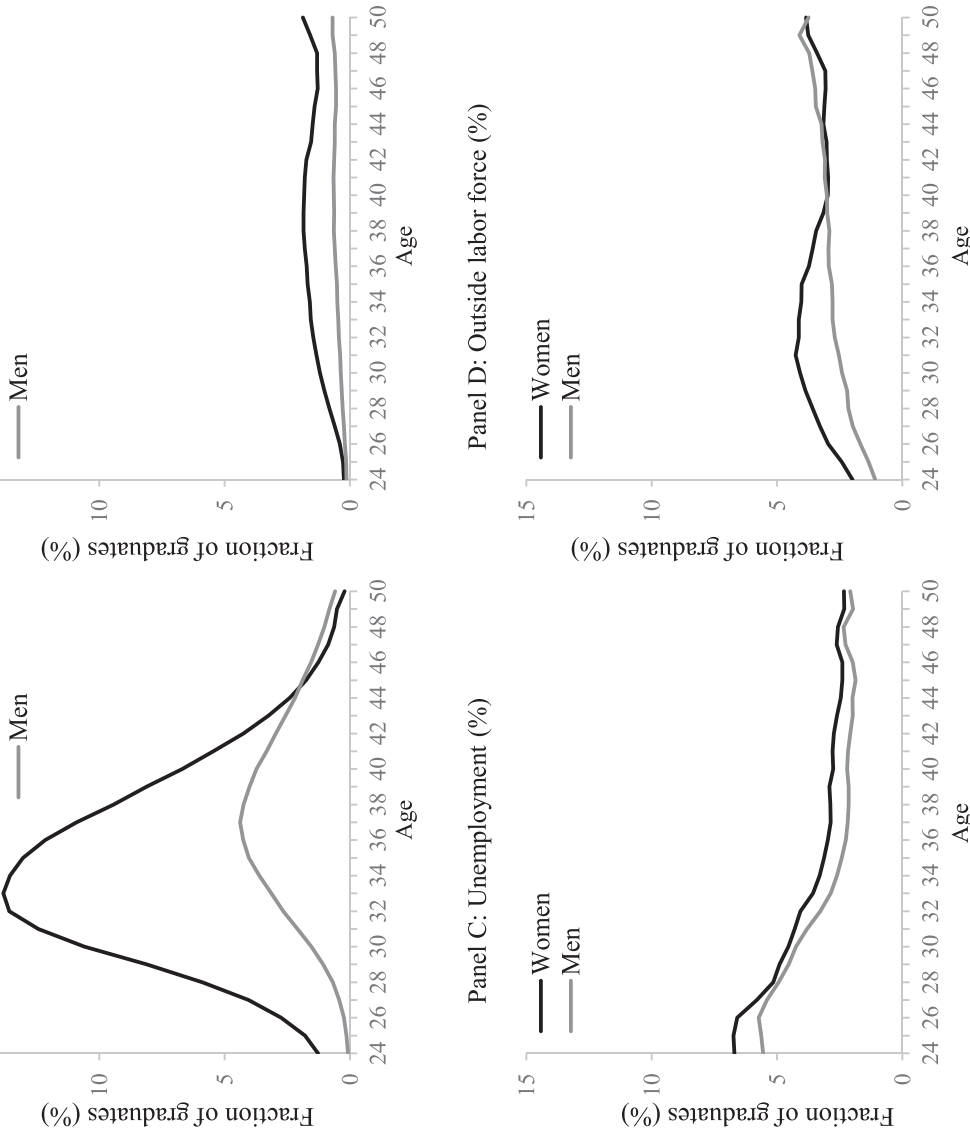 Men
Fraction of graduates (%)
10
5
0
24 26 28 30 32 34 36 38 40 42 44 46 48 50
Age
Men
Fraction of graduates (%)
10
5
0
24 26 28 30 32 34 36 38 40 42 44 46 48 50
Age
Panel C: Unemployment (%)
Women
Men
Fraction of graduates (%)
15
10
5
0
24 26 28 30 32 34 36 38 40 42 44 46 48 50
Age
Panel D: Outside labor force (%)
Women
Men
Fraction of graduates (%)
15
10
5
0
24 26 28 30 32 34 36 38 40 42 44 46 48 50
Age